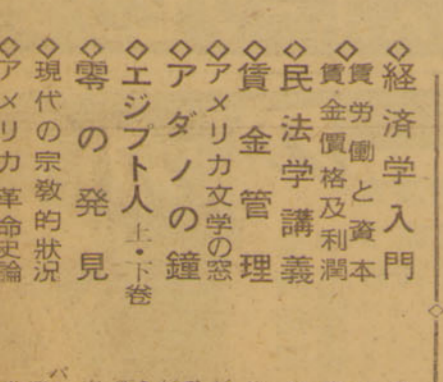 ◇経済学入門
◇賃労働と資本
賃金價格及利潤
◇民法学講義
◇賃金管理
◇アメリカ文学の窓
◇アダノの鐘
◇エジプト人上・下巻
◇零の発見
◇現代の宗教的狀況
◇アメリカ革命史論